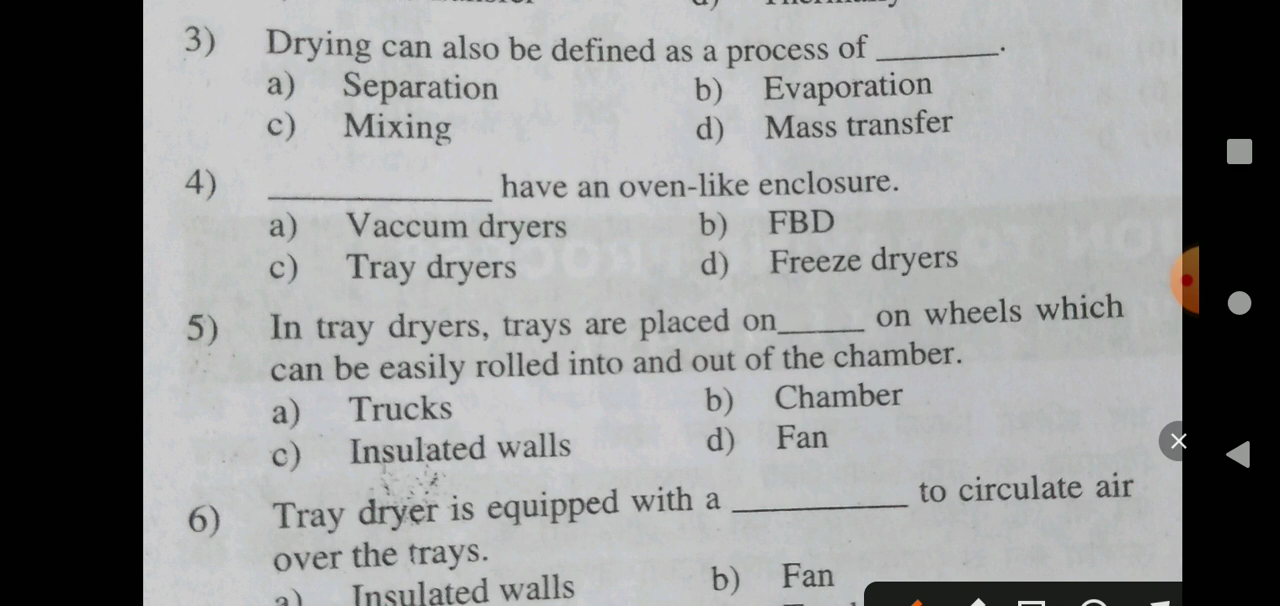 3) Drying can also be defined as a process of ______.
a) Separation b) Evaporation
c) Mixing d) Mass transfer
4) ____________ have an oven-like enclosure.
a) Vaccum dryers b) FBD
c) Tray dryers d) Freeze dryers
5) In tray dryers, trays are placed on_____ on wheels which
can be easily rolled into and out of the chamber.
a) Trucks b) Chamber
c) Insulated walls d) Fan
6) Tray dryer is equipped with a __________ to circulate air
over the trays.
a) Insulated walls b) Fan